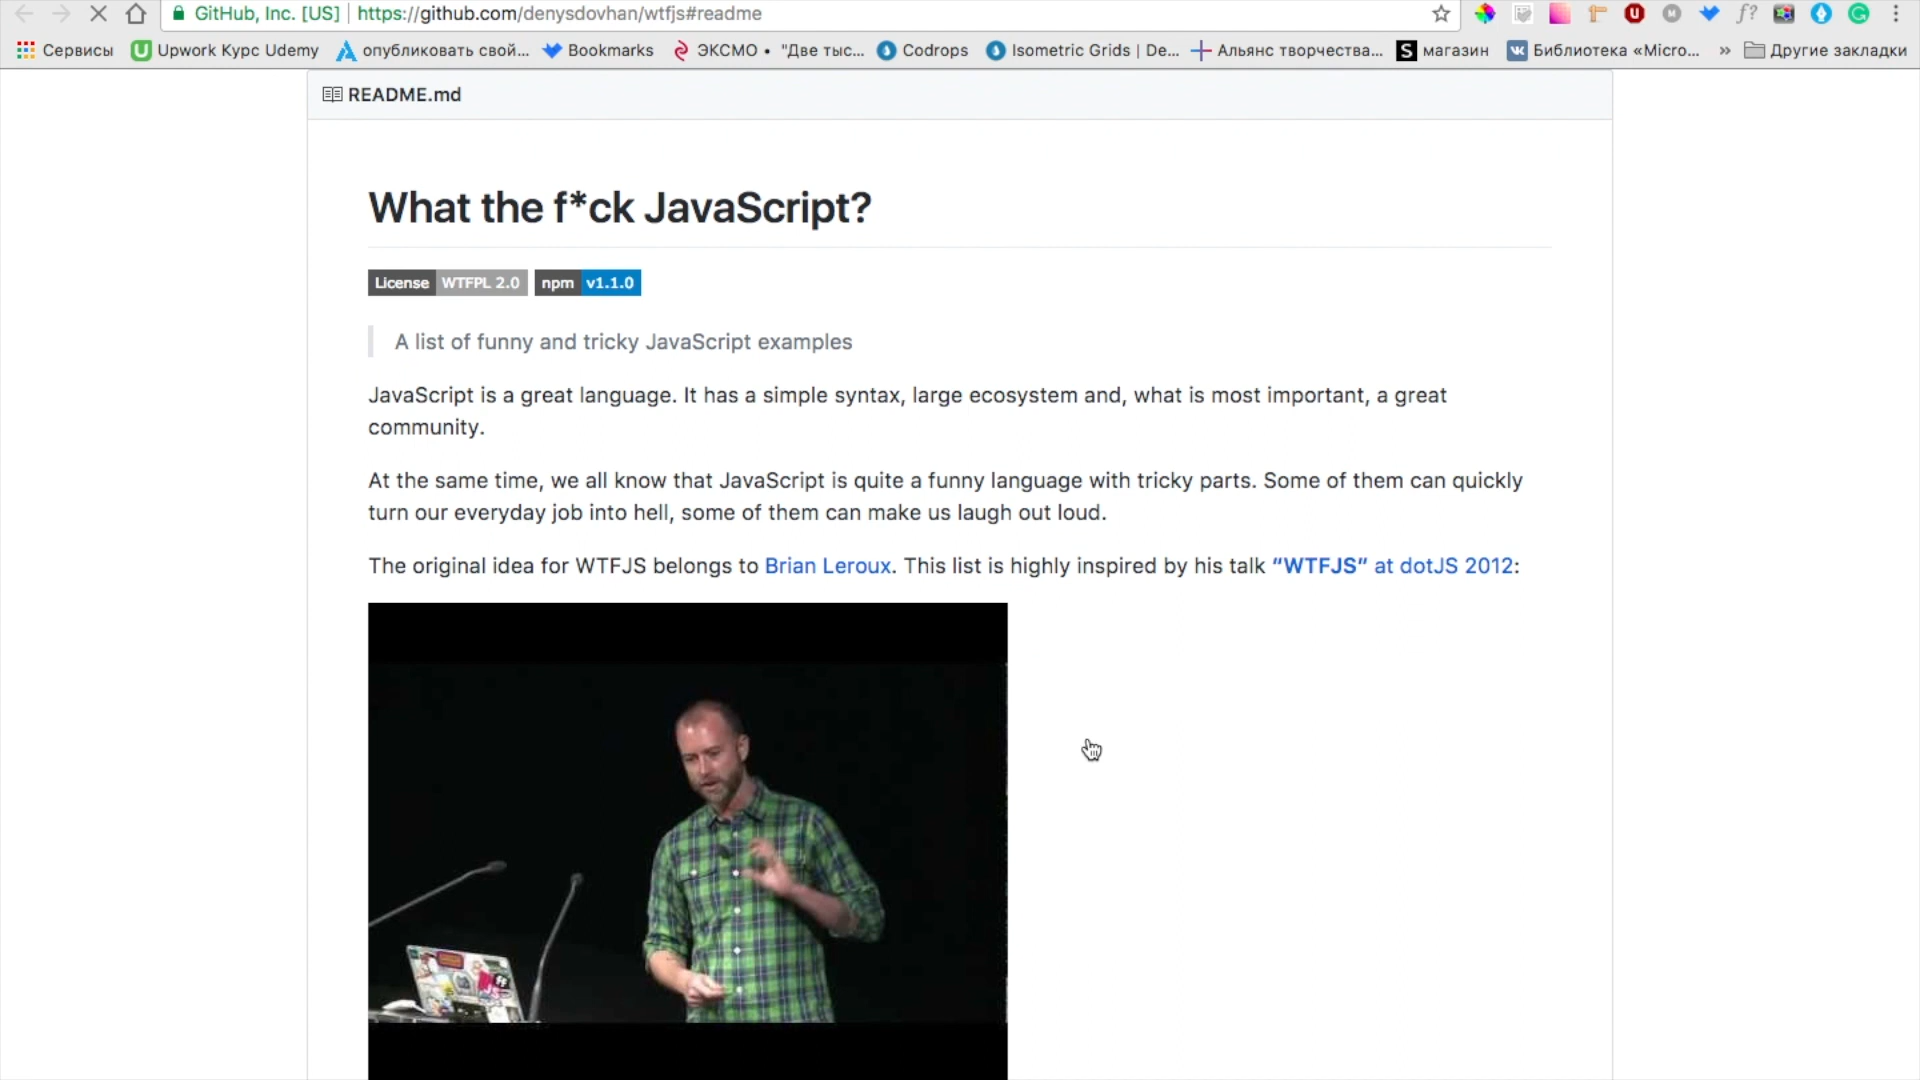 GitHub, Inc. [US] | https://github.com/denysdovhan/wtfjs#readme
Сервисы Upwork Курс Udemy опубликовать свой... Bookmarks ЭКСМО • "Две тыс... Codrops Isometric Grids | De... Альянс творчества... S магазин Библиотека «Micro... » Другие закладки
README.md
What the f*ck JavaScript?
License WTFPL 2.0 npm v1.1.0
A list of funny and tricky JavaScript examples
JavaScript is a great language. It has a simple syntax, large ecosystem and, what is most important, a great
community.
At the same time, we all know that JavaScript is quite a funny language with tricky parts. Some of them can quickly
turn our everyday job into hell, some of them can make us laugh out loud.
The original idea for WTFJS belongs to Brian Leroux. This list is highly inspired by his talk “WTFJS” at dotJS 2012: